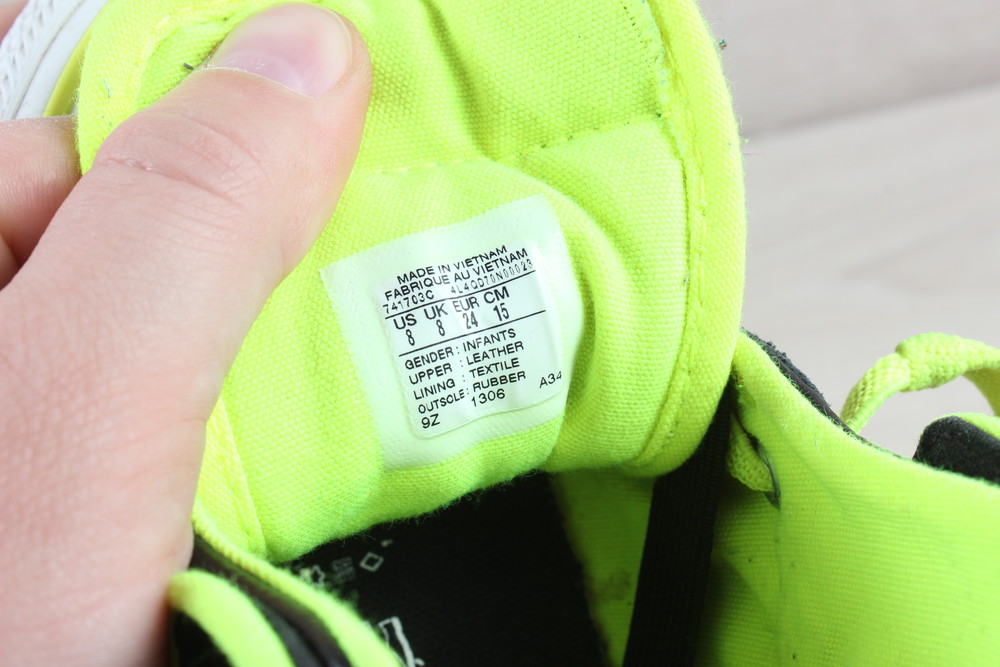 MADE IN VIETNAM
FABRIQUE AU VIETNAM
741703C 4L4QD70N00023
US UK EUR CM
8 8 24 15
GENDER : INFANTS
UPPER : LEATHER
LINING : TEXTILE
OUTSOLE : RUBBER
9Z 1306 A34